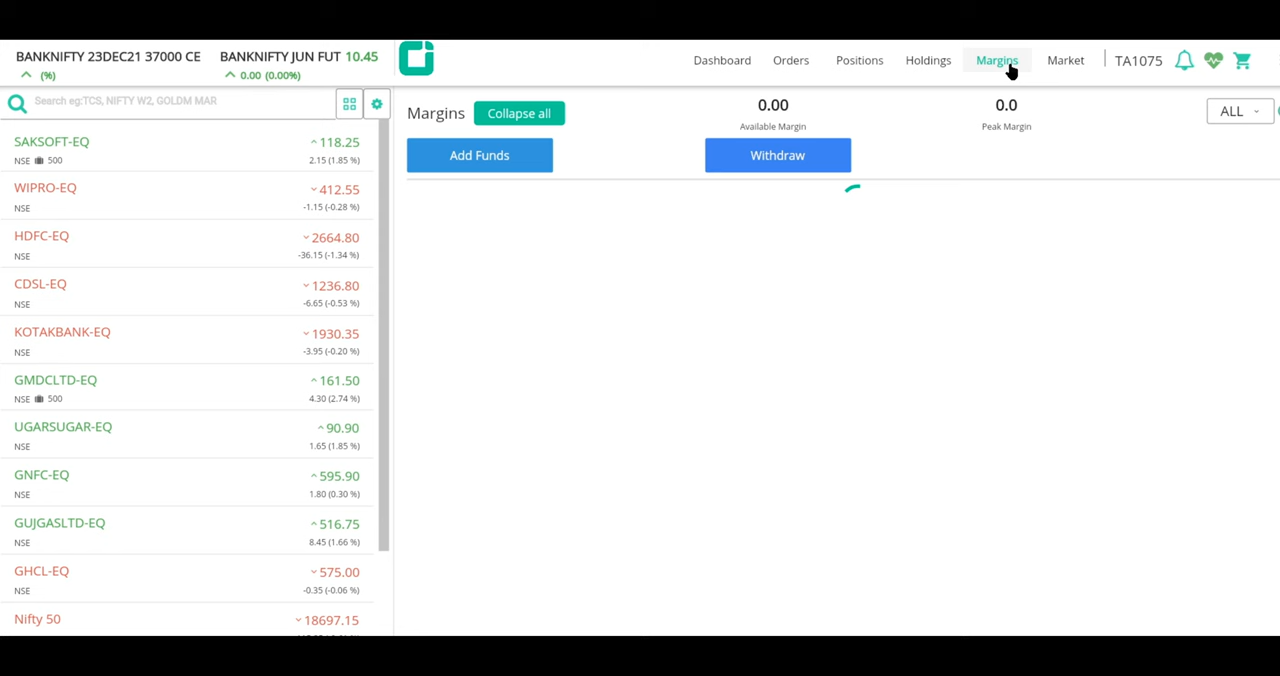 BANKNIFTY 23DEC21 37000 CE
(%)
BANKNIFTY JUN FUT 10.45
0.00 (0.00%)
Dashboard Orders Positions Holdings Margins Market TA1075
Search eg:TCS, NIFTY W2, GOLDM MAR
SAKSOFT-EQ 118.25
NSE 500 2.15 (1.85 %)
WIPRO-EQ 412.55
NSE -1.15 (-0.28 %)
HDFC-EQ 2664.80
NSE -36.15 (-1.34 %)
CDSL-EQ 1236.80
NSE -6.65 (-0.53 %)
KOTAKBANK-EQ 1930.35
NSE -3.95 (-0.20 %)
GMDCLTD-EQ 161.50
NSE 500 4.30 (2.74 %)
UGARSUGAR-EQ 90.90
NSE 1.65 (1.85 %)
GNFC-EQ 595.90
NSE 1.80 (0.30 %)
GUJGASLTD-EQ 516.75
NSE 8.45 (1.66 %)
GHCL-EQ 575.00
NSE -0.35 (-0.06 %)
Nifty 50 18697.15
Margins Collapse all
0.00
Available Margin
0.0
Peak Margin
ALL
Add Funds
Withdraw